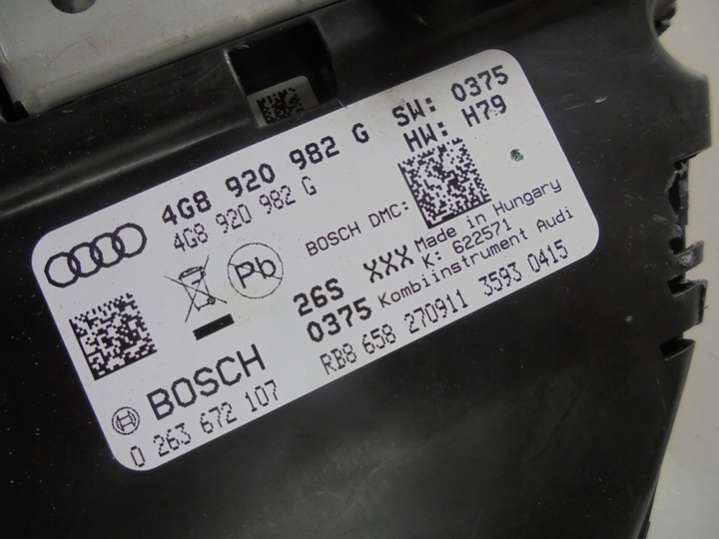 4G8 920 982 G SW: 0375
4G8 920 982 G HW: H79
BOSCH DMC:
Pb
26S XXX Made in Hungary
K: 622571
0375 Kombiinstrument Audi
BOSCH RB8 658 270911 3593 0415
0 263 672 107